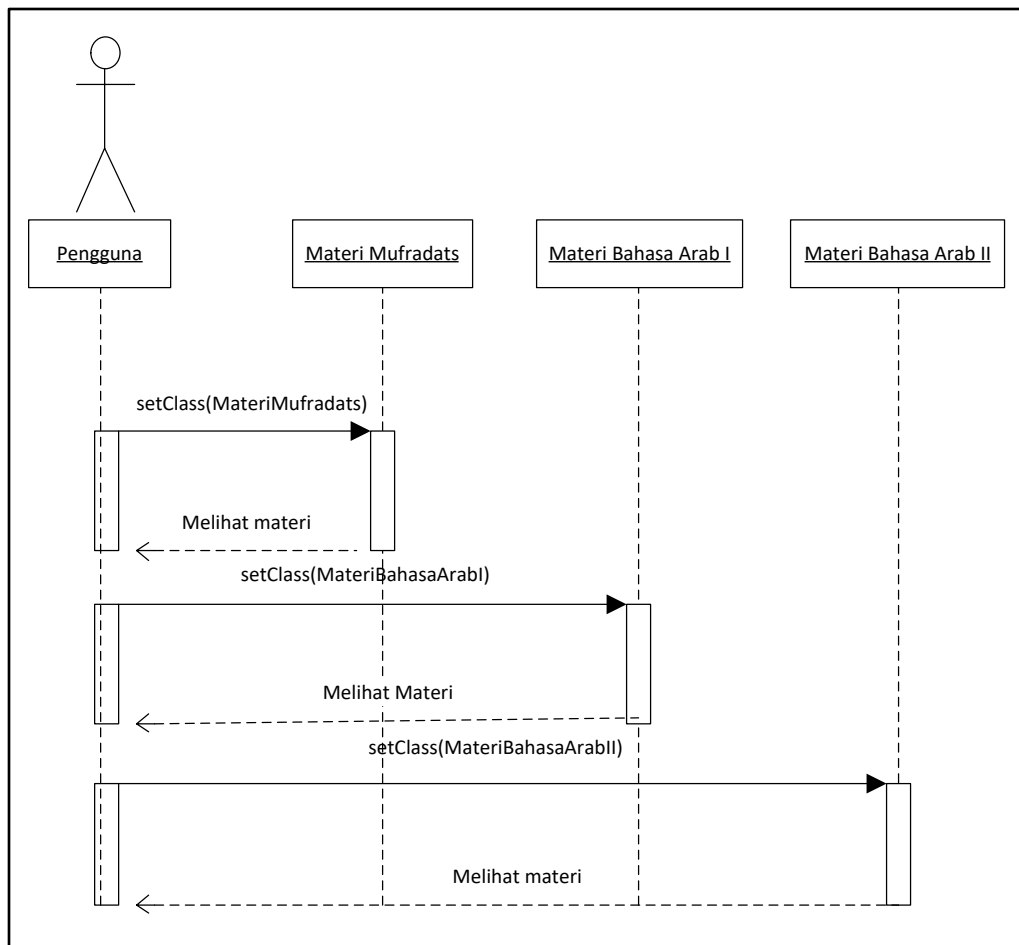 Pengguna
Materi Mufradats
Materi Bahasa Arab I
Materi Bahasa Arab II
setClass(MateriMufradats)
Melihat materi
setClass(MateriBahasaArabI)
Melihat Materi
setClass(MateriBahasaArabII)
Melihat materi